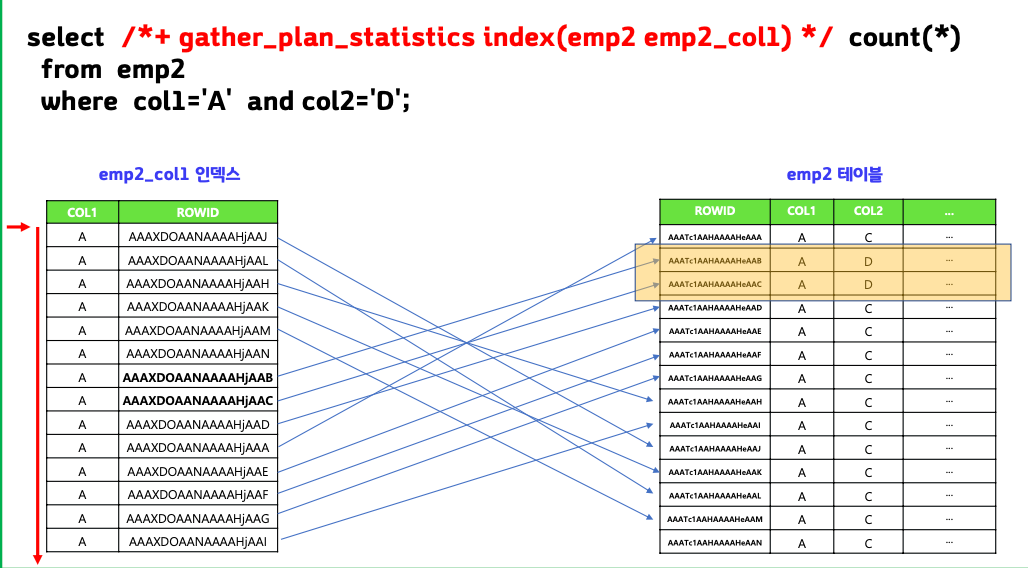 select /*+ gather_plan_statistics index(emp2 emp2_col1) */ count(*)
from emp2
where col1='A' and col2='D';
emp2_col1 인덱스
COL1 ROWID
A AAAXDOAANAAAAHjAAJ
A AAAXDOAANAAAAHjAAL
A AAAXDOAANAAAAHjAAH
A AAAXDOAANAAAAHjAAK
A AAAXDOAANAAAAHjAAM
A AAAXDOAANAAAAHjAAN
A AAAXDOAANAAAAHjAAB
A AAAXDOAANAAAAHjAAC
A AAAXDOAANAAAAHjAAD
A AAAXDOAANAAAAHjAAA
A AAAXDOAANAAAAHjAAE
A AAAXDOAANAAAAHjAAF
A AAAXDOAANAAAAHjAAG
A AAAXDOAANAAAAHjAAI
emp2 테이블
ROWID COL1 COL2 ...
AAATc1AAHAAAAHeAAA A C ...
AAATc1AAHAAAAHeAAB A D ...
AAATc1AAHAAAAHeAAC A D ...
AAATc1AAHAAAAHeAAD A C ...
AAATc1AAHAAAAHeAAE A C ...
AAATc1AAHAAAAHeAAF A C ...
AAATc1AAHAAAAHeAAG A C ...
AAATc1AAHAAAAHeAAH A C ...
AAATc1AAHAAAAHeAAI A C ...
AAATc1AAHAAAAHeAAJ A C ...
AAATc1AAHAAAAHeAAK A C ...
AAATc1AAHAAAAHeAAL A C ...
AAATc1AAHAAAAHeAAM A C ...
AAATc1AAHAAAAHeAAN A C ...